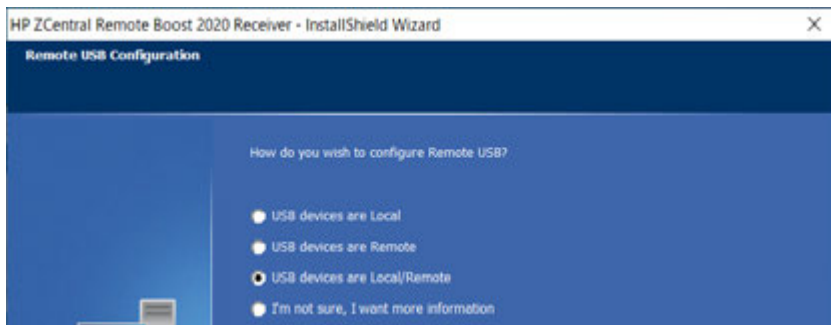 HP ZCentral Remote Boost 2020 Receiver - InstallShield Wizard
Remote USB Configuration
How do you wish to configure Remote USB?
USB devices are Local
USB devices are Remote
USB devices are Local/Remote
I'm not sure, I want more information